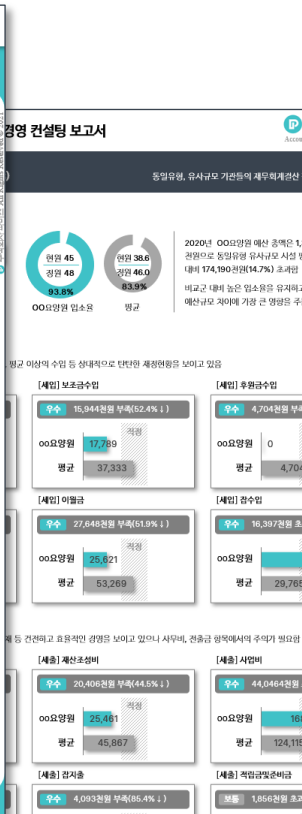 경영 컨설팅 보고서
동일유형, 유사규모 기관들의 재무회계결산
현원 45
정원 48
93.8%
OO요양원 입소율
현원 38.6
정원 46.0
83.9%
평균
2020년 OO요양원 예산 총액은 1,
천원으로 동일유형 유사규모 시설
대비 174,190천원(14.7%) 초과함
비교군 대비 높은 입소율을 유지하고
예산규모 차이에 가장 큰 영향을 주
평균 이상의 수입 등 상대적으로 탄탄한 재정현황을 보이고 있음
[세입] 보조금수입
우수 15,944천원 부족(52.4%↓)
적정
oo요양원 17,789
평균 37,333
[세입] 후원금수입
우수 4,704천원 부족
oo요양원 0
평균 4,704
[세입] 이월금
우수 27,648천원 부족(51.9%↓)
적정
oo요양원 25,621
평균 53,269
[세입] 잡수입
우수 16,397천원 초
oo요양원
평균 29,765
등 건전하고 효율적인 경영을 보이고 있으나 사무비, 전출금 항목에서의 주의가 필요함
[세출] 재산조성비
우수 20,406천원 부족(44.5%↓)
적정
oo요양원 25,461
평균 45,867
[세출] 사업비
우수 44,0464천원
oo요양원 168
평균 124,115
[세출] 잡지출
우수 4,093천원 부족(85.4%↓)
[세출] 적립금및준비금
보통 1,856천원 초과